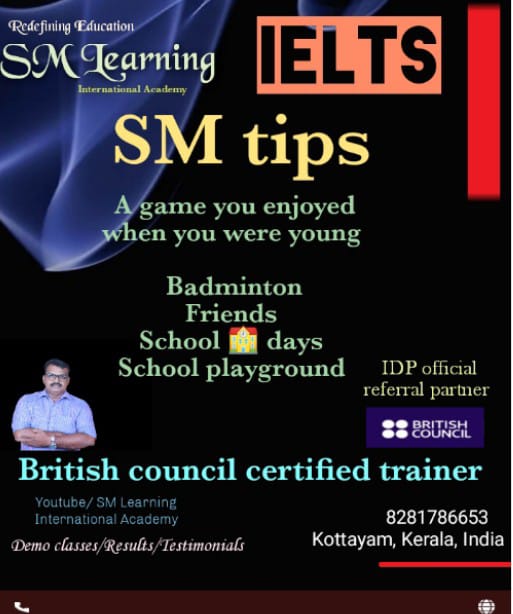 Redefining Education
SM Learning
International Academy
IELTS
SM tips
A game you enjoyed
when you were young
Badminton
Friends
School 🏫 days
School playground
IDP official
referral partner
BRITISH
COUNCIL
British council certified trainer
Youtube/ SM Learning
International Academy
Demo classes/Results/Testimonials
8281786653
Kottayam, Kerala, India